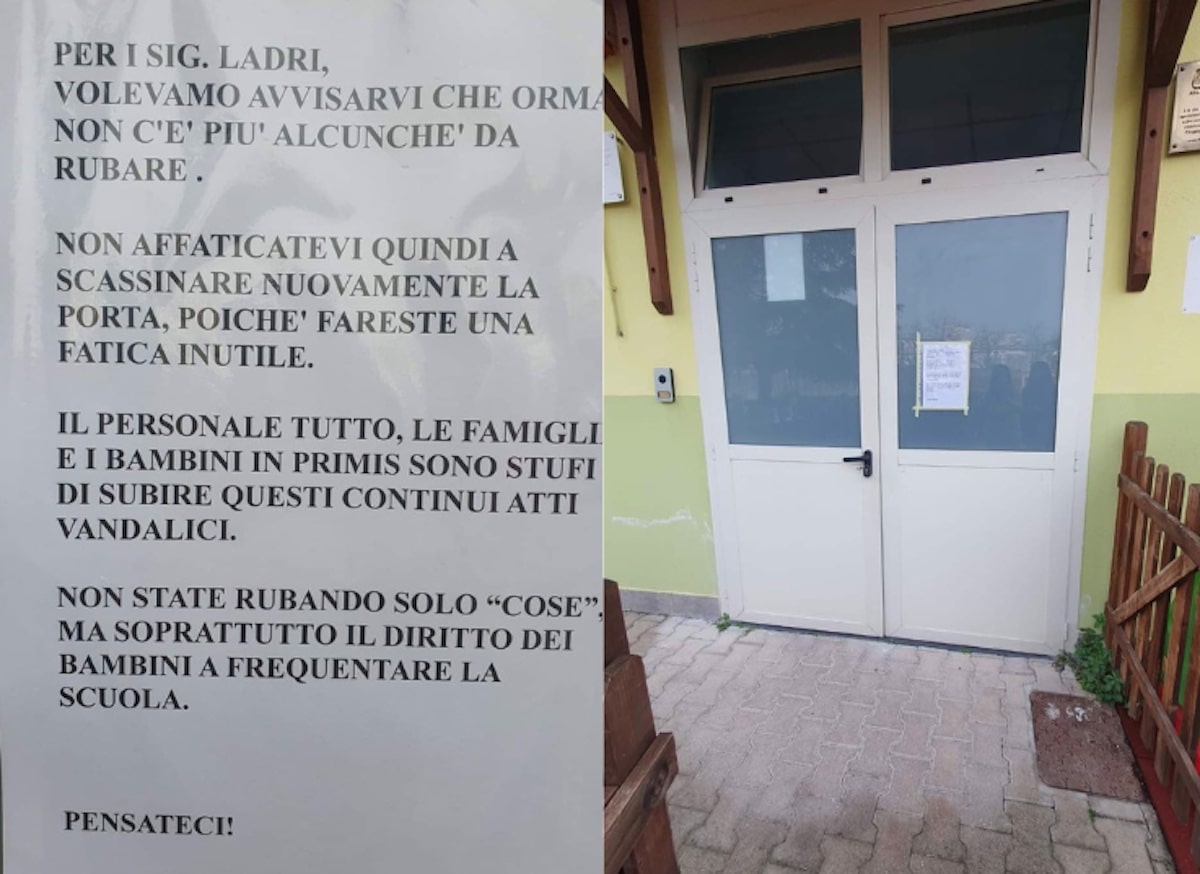 PER I SIG. LADRI,
VOLEVAMO AVVISARVI CHE ORMA
NON C'E' PIU' ALCUNCHE' DA
RUBARE .
NON AFFATICATEVI QUINDI A
SCASSINARE NUOVAMENTE LA
PORTA, POICHE' FARESTE UNA
FATICA INUTILE.
IL PERSONALE TUTTO, LE FAMIGLI
E I BAMBINI IN PRIMIS SONO STUFI
DI SUBIRE QUESTI CONTINUI ATTI
VANDALICI.
NON STATE RUBANDO SOLO “COSE”,
MA SOPRATTUTTO IL DIRITTO DEI
BAMBINI A FREQUENTARE LA
SCUOLA.
PENSATECI!